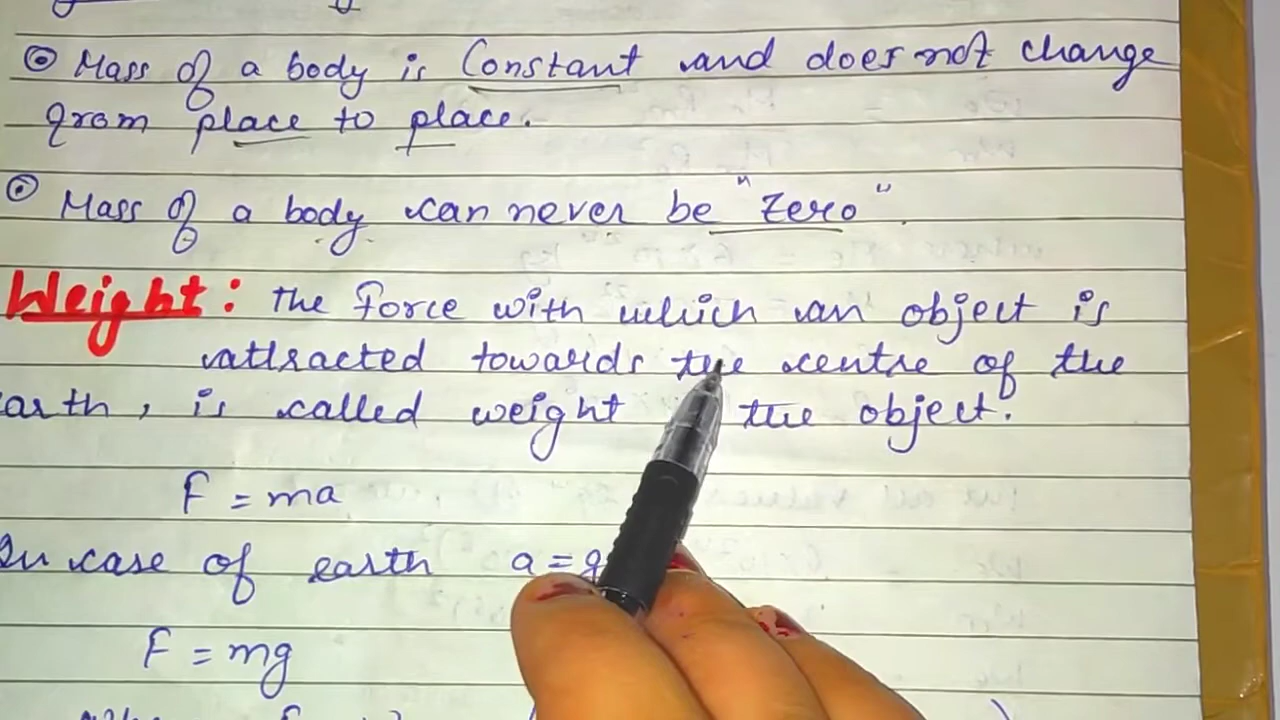 ⊙ Mass of a body is Constant and does not change
from place to place.
⊙ Mass of a body can never be "Zero".
Weight: The Force with which an object is
attracted towards the centre of the
arth, is called weight the object.
F = ma
In case of earth a = g
F = mg